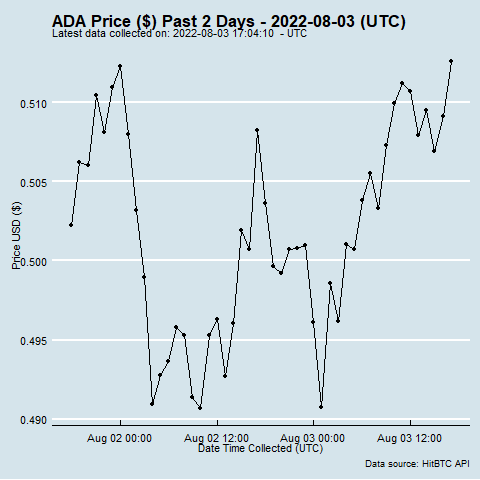 ADA Price ($) Past 2 Days - 2022-08-03 (UTC)
Latest data collected on: 2022-08-03 17:04:10  - UTC
0.510
0.505
0.500
0.495
0.490
Price USD ($)
Aug 02 00:00 Aug 02 12:00 Aug 03 00:00 Aug 03 12:00
Date Time Collected (UTC)
Data source: HitBTC API